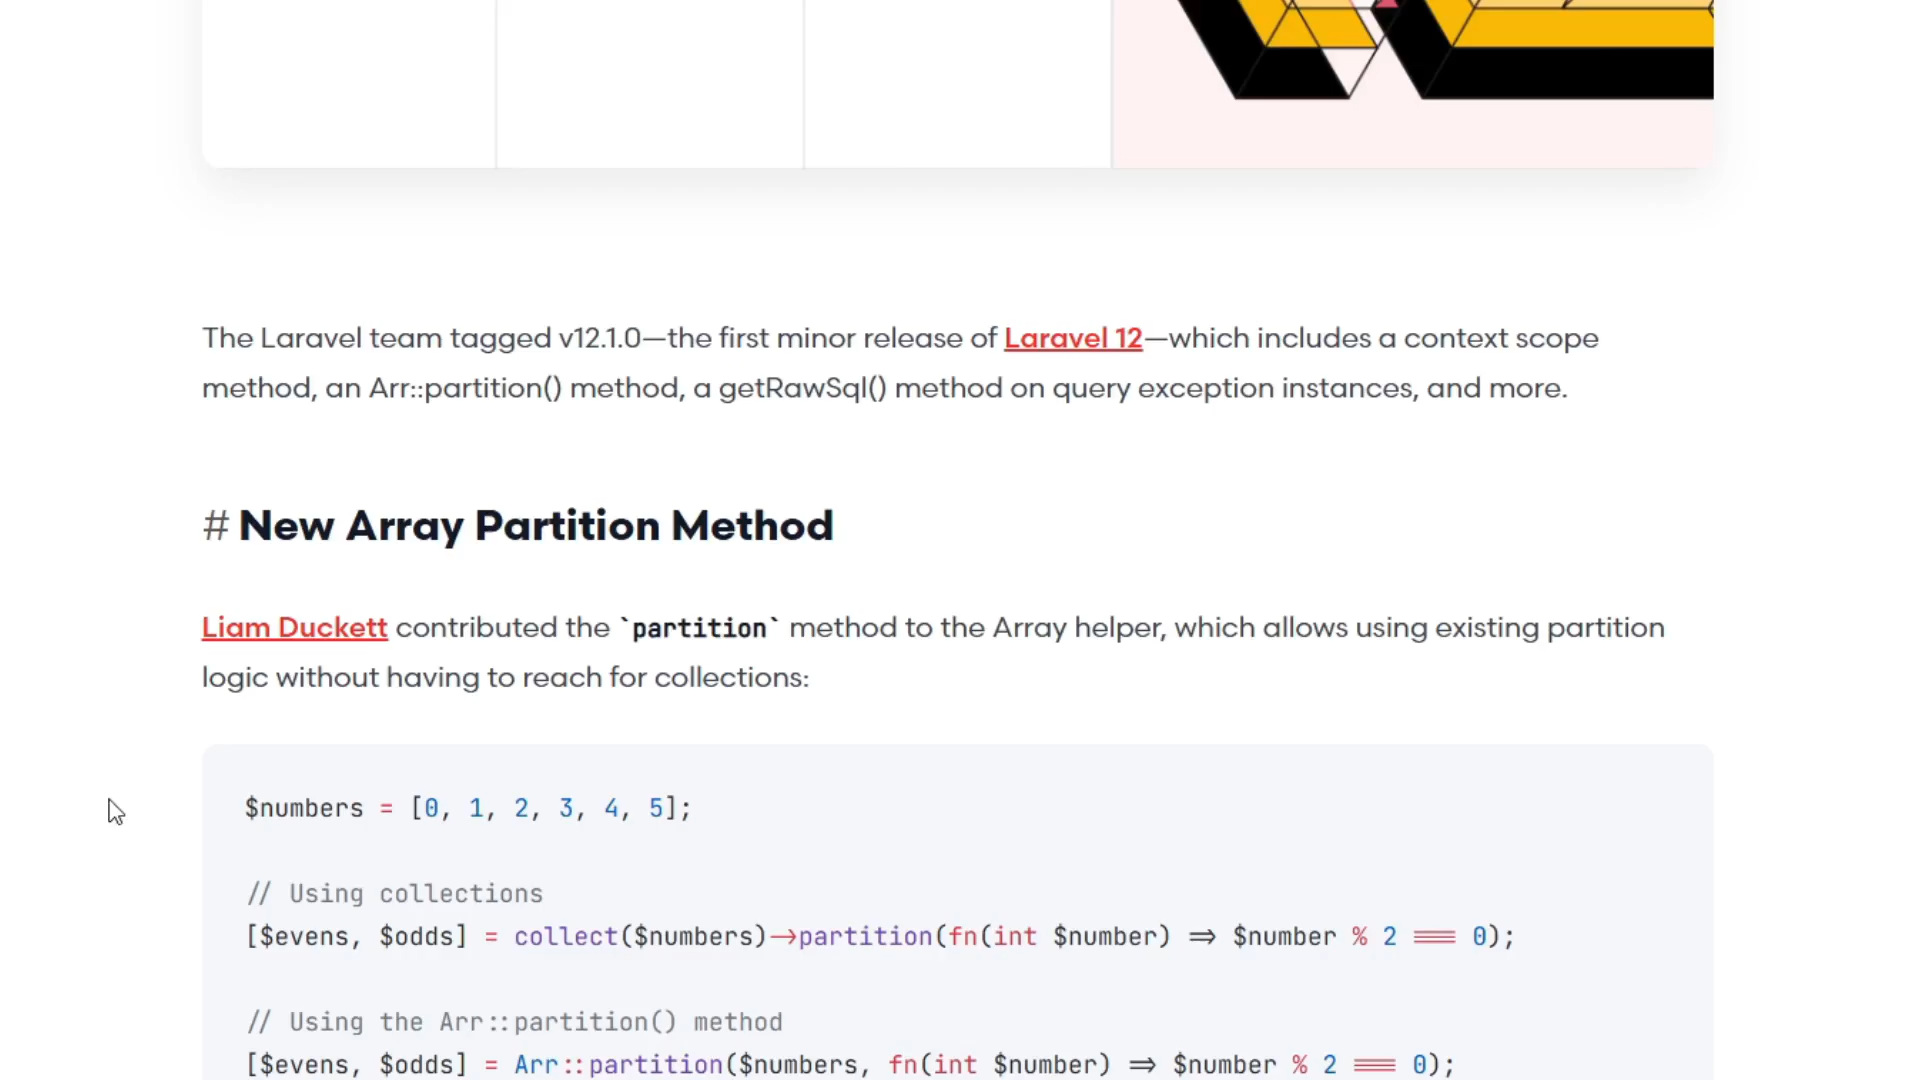 The Laravel team tagged v12.1.0—the first minor release of Laravel 12—which includes a context scope
method, an Arr::partition() method, a getRawSql() method on query exception instances, and more.
# New Array Partition Method
Liam Duckett contributed the `partition` method to the Array helper, which allows using existing partition
logic without having to reach for collections:
$numbers = [0, 1, 2, 3, 4, 5];
// Using collections
[$evens, $odds] = collect($numbers)->partition(fn(int $number) => $number % 2 === 0);
// Using the Arr::partition() method
[$evens, $odds] = Arr::partition($numbers, fn(int $number) => $number % 2 === 0);